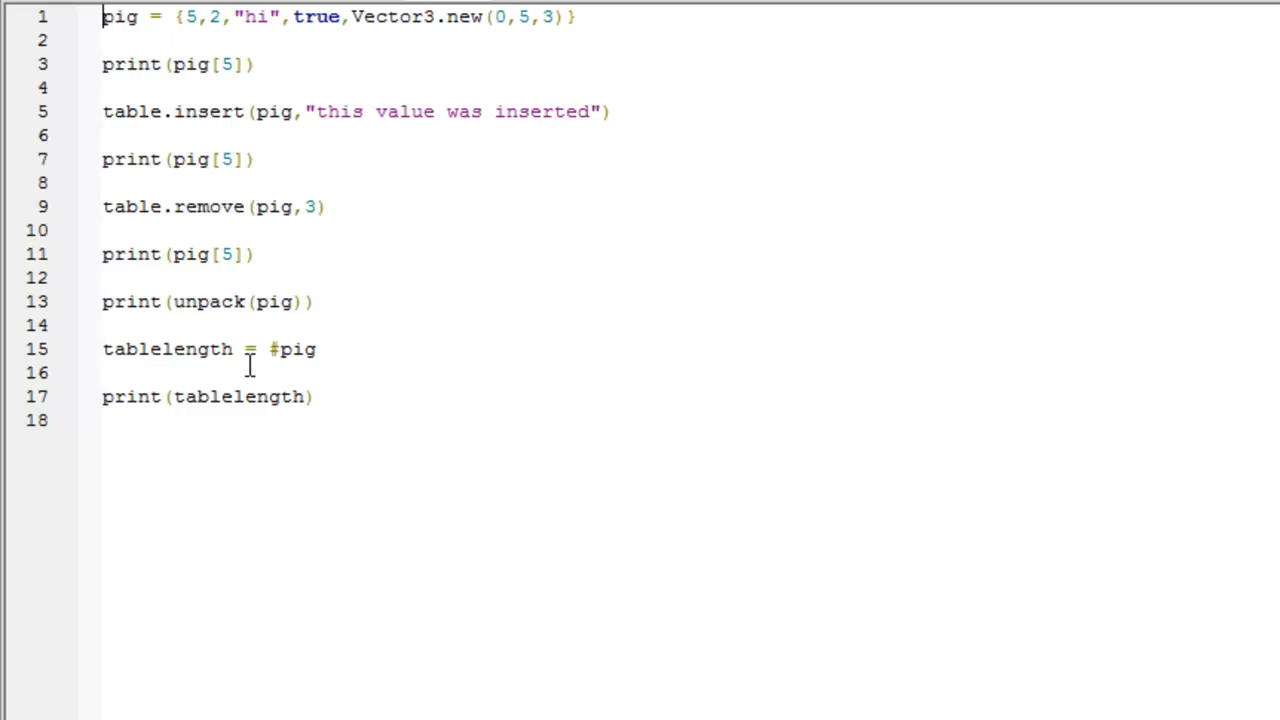 1 pig = {5,2,"hi",true,Vector3.new(0,5,3)}
2
3 print(pig[5])
4
5 table.insert(pig,"this value was inserted")
6
7 print(pig[5])
8
9 table.remove(pig,3)
10
11 print(pig[5])
12
13 print(unpack(pig))
14
15 tablelength = #pig
16
17 print(tablelength)
18